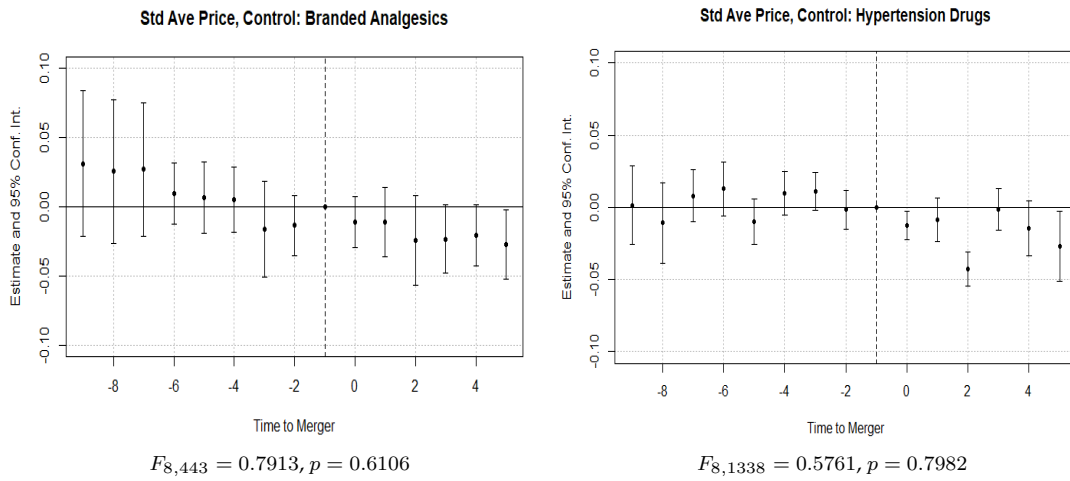 Std Ave Price, Control: Branded Analgesics
Estimate and 95% Conf. Int.
0.10
0.05
0.00
-0.05
-0.10
-8 -6 -4 -2 0 2 4
Time to Merger
F8,443 = 0.7913, p = 0.6106
Std Ave Price, Control: Hypertension Drugs
Estimate and 95% Conf. Int.
0.10
0.05
0.00
-0.05
-0.10
-8 -6 -4 -2 0 2 4
Time to Merger
F8,1338 = 0.5761, p = 0.7982